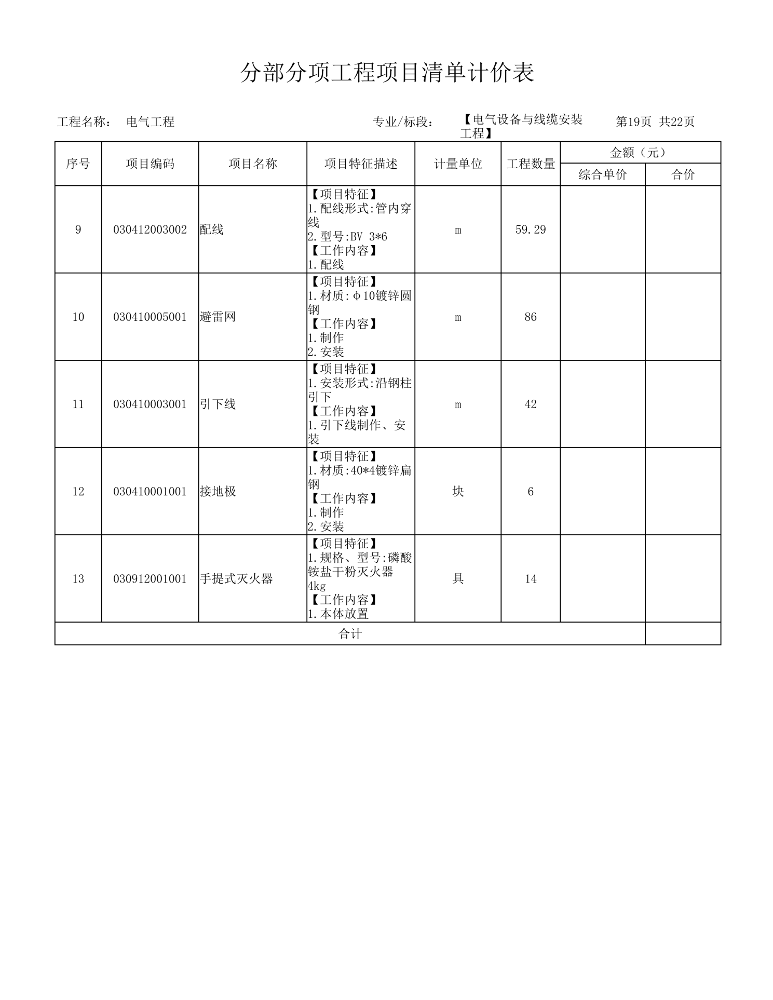 分部分项工程项目清单计价表
工程名称: 电气工程
专业/标段:
【电气设备与线缆安装
工程】
第19页 共22页
序号 项目编码 项目名称 项目特征描述 计量单位 工程数量 金额（元）
综合单价 合价
9 030412003002 配线
【项目特征】
1.配线形式:管内穿
线
2.型号:BV 3*6
【工作内容】
1.配线
m 59.29
10 030410005001 避雷网
【项目特征】
1.材质:φ10镀锌圆
钢
【工作内容】
1.制作
2.安装
m 86
11 030410003001 引下线
【项目特征】
1.安装形式:沿钢柱
引下
【工作内容】
1.引下线制作、安
装
m 42
12 030410001001 接地极
【项目特征】
1.材质:40*4镀锌扁
钢
【工作内容】
1.制作
2.安装
块 6
13 030912001001 手提式灭火器
【项目特征】
1.规格、型号:磷酸
铵盐干粉灭火器
4kg
【工作内容】
1.本体放置
具 14
合计